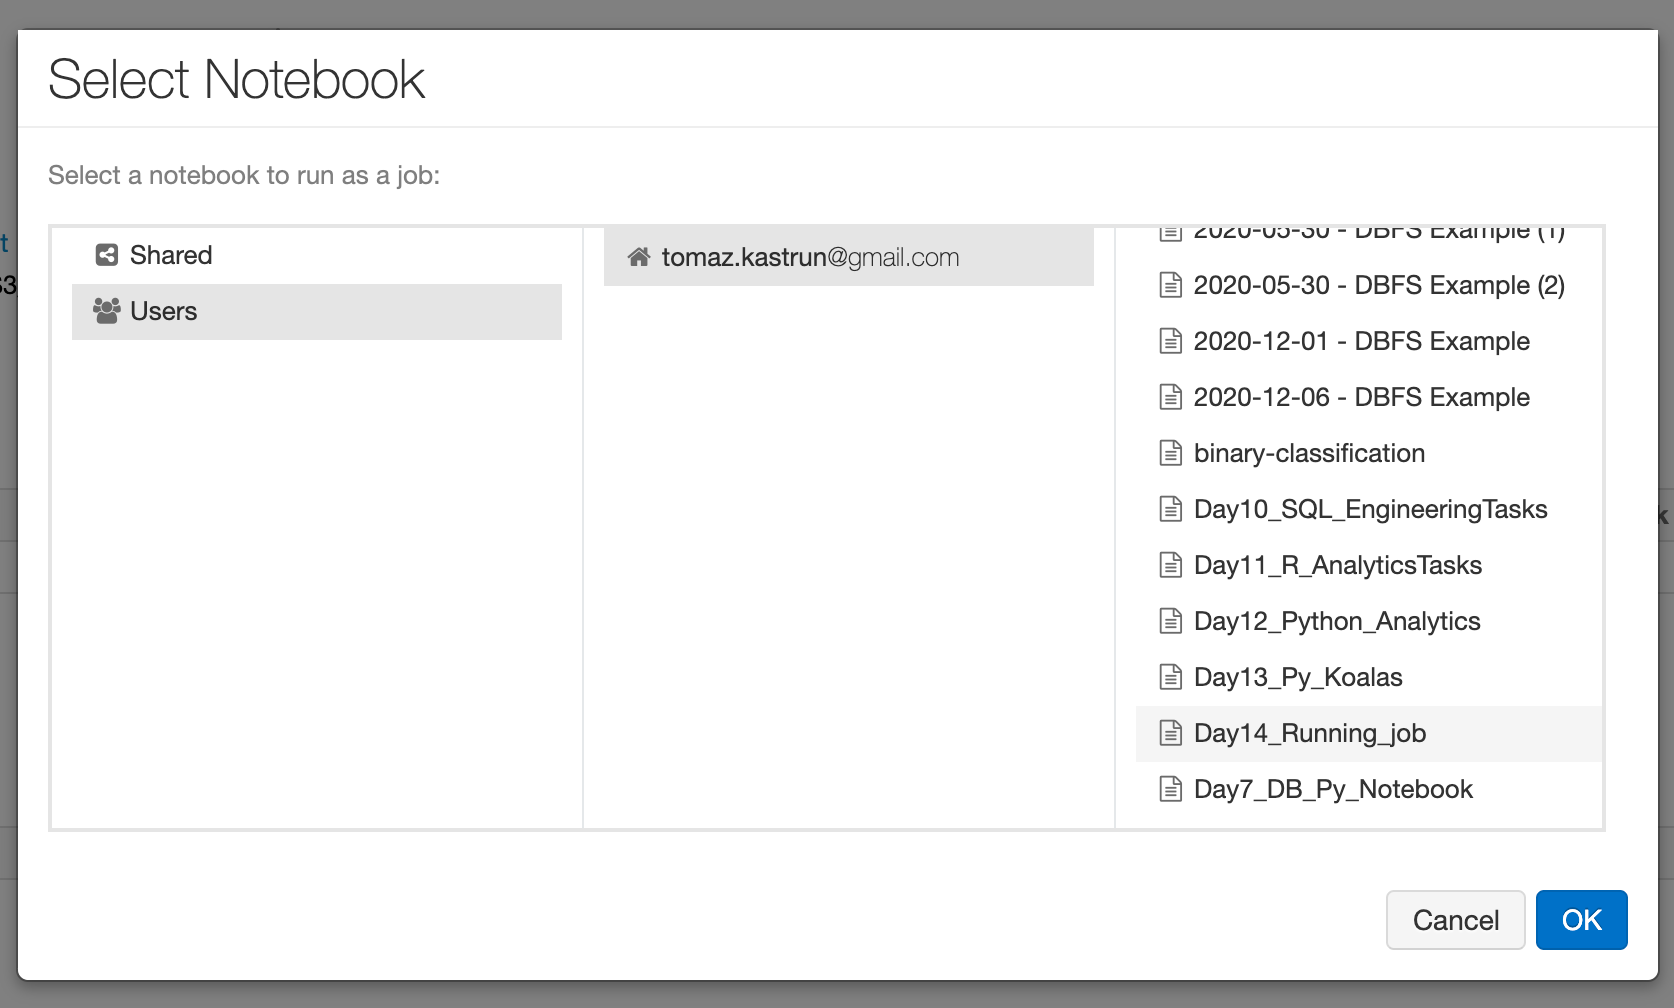 Select Notebook
Select a notebook to run as a job:
Shared
Users
tomaz.kastrun@gmail.com
2020-05-30 - DBFS Example (1)
2020-05-30 - DBFS Example (2)
2020-12-01 - DBFS Example
2020-12-06 - DBFS Example
binary-classification
Day10_SQL_EngineeringTasks
Day11_R_AnalyticsTasks
Day12_Python_Analytics
Day13_Py_Koalas
Day14_Running_job
Day7_DB_Py_Notebook
Cancel
OK